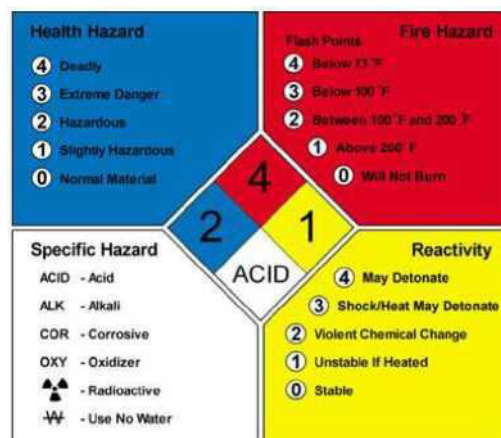 Health Hazard
4 Deadly
3 Extreme Danger
2 Hazardous
1 Slightly Hazardous
0 Normal Material
Fire Hazard
Flash Points
4 Below 73 °F
3 Below 100 °F
2 Between 100 °F and 200 °F
1 Above 200 °F
0 Will Not Burn
4
2
1
ACID
Specific Hazard
ACID - Acid
ALK - Alkali
COR - Corrosive
OXY - Oxidizer
- Radioactive
W - Use No Water
Reactivity
4 May Detonate
3 Shock/Heat May Detonate
2 Violent Chemical Change
1 Unstable If Heated
0 Stable